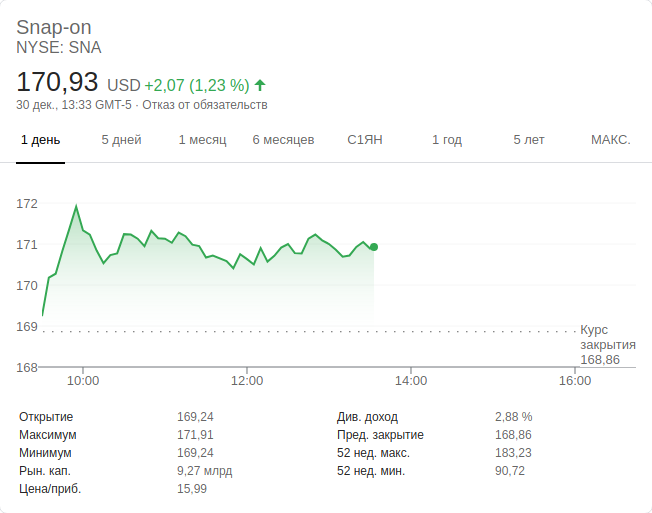 Snap-on
NYSE: SNA
170,93 USD +2,07 (1,23 %)
30 дек., 13:33 GMT-5 · Отказ от обязательств
1 день 5 дней 1 месяц 6 месяцев С1ЯН 1 год 5 лет МАКС.
172
171
170
169
Курс
закрытия
168,86
168
10:00 12:00 14:00 16:00
Открытие 169,24 Див. доход 2,88 %
Максимум 171,91 Пред. закрытие 168,86
Минимум 169,24 52 нед. макс. 183,23
Рын. кап. 9,27 млрд 52 нед. мин. 90,72
Цена/приб. 15,99